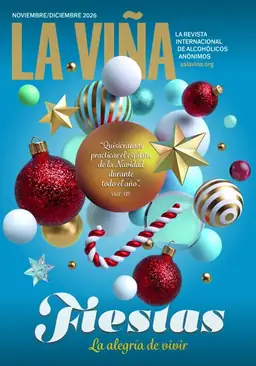 NOVIEMBRE/DICIEMBRE 2026
LA VIÑA
LA REVISTA
INTERNACIONAL
DE ALCOHÓLICOS
ANÓNIMOS
aalavina.org
“Quisiéramos
practicar el espíritu
de la Navidad
durante
todo el año”.
Fiestas
La alegría de vivir